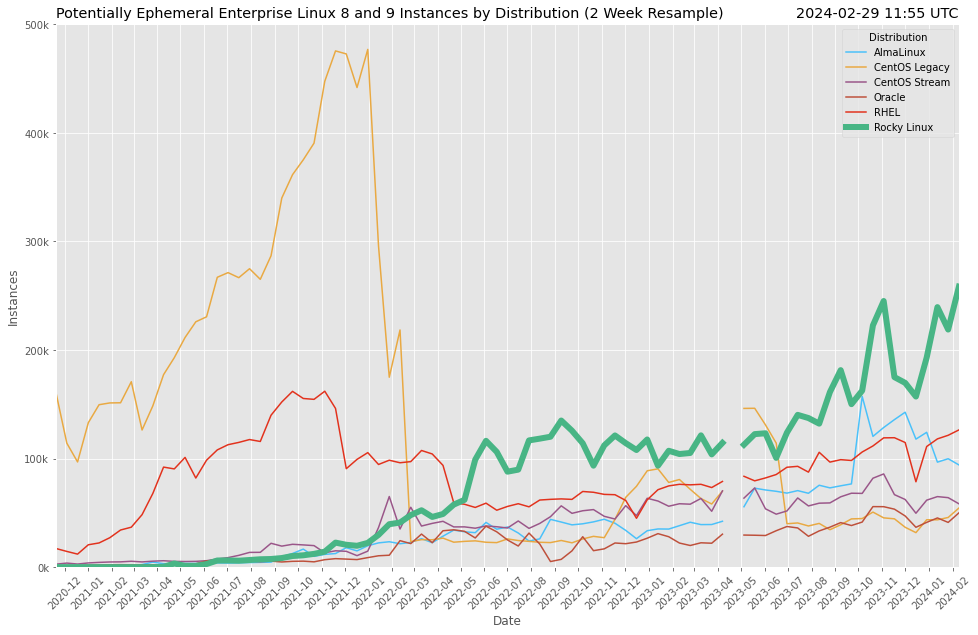 Potentially Ephemeral Enterprise Linux 8 and 9 Instances by Distribution (2 Week Resample)
2024-02-29 11:55 UTC
Distribution
AlmaLinux
CentOS Legacy
CentOS Stream
Oracle
RHEL
Rocky Linux
500k
400k
300k
200k
100k
0k
Instances
2020-12
2021-01
2021-02
2021-03
2021-04
2021-05
2021-06
2021-07
2021-08
2021-09
2021-10
2021-11
2021-12
2022-01
2022-02
2022-03
2022-04
2022-05
2022-06
2022-07
2022-08
2022-09
2022-10
2022-11
2022-12
2023-01
2023-02
2023-03
2023-04
2023-05
2023-06
2023-07
2023-08
2023-09
2023-10
2023-11
2023-12
2024-01
2024-02
Date